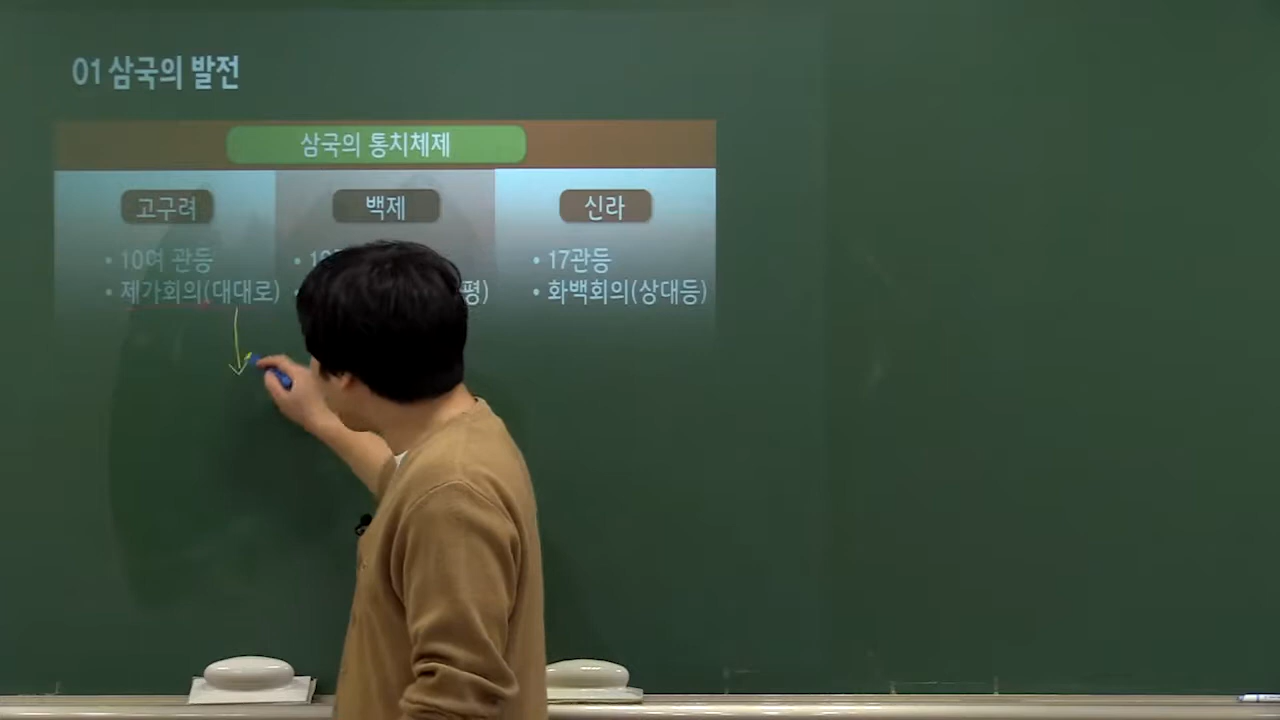 01 삼국의 발전
삼국의 통치체제
고구려
• 10여 관등
• 제가회의(대대로)
백제
평)
신라
• 17관등
• 화백회의(상대등)